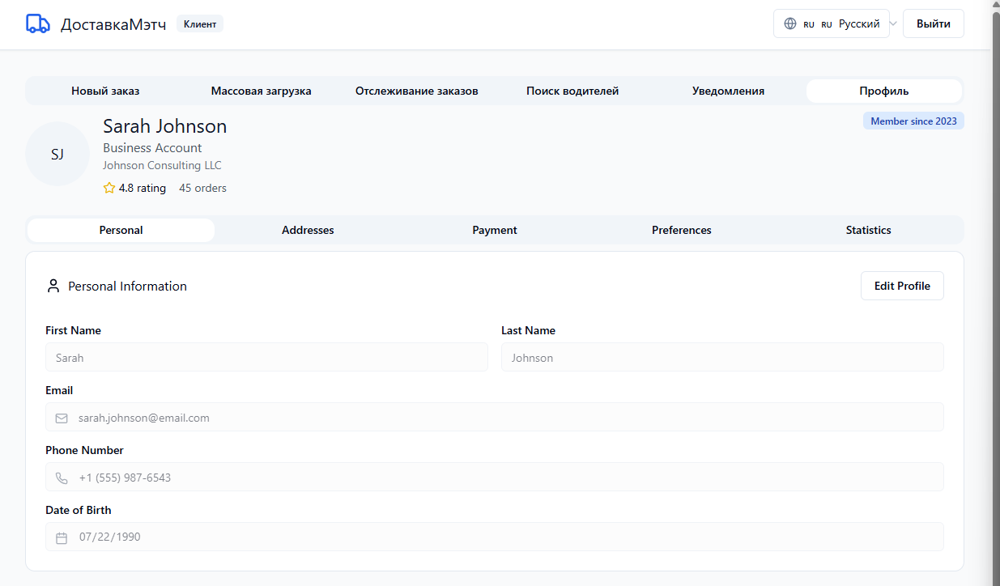 ДоставкаМэтч Клиент RU RU Русский Выйти
Новый заказ Массовая загрузка Отслеживание заказов Поиск водителей Уведомления Профиль
SJ
Sarah Johnson
Member since 2023
Business Account
Johnson Consulting LLC
4.8 rating 45 orders
Personal Addresses Payment Preferences Statistics
Personal Information Edit Profile
First Name Last Name
Sarah Johnson
Email
sarah.johnson@email.com
Phone Number
+1 (555) 987-6543
Date of Birth
07/22/1990